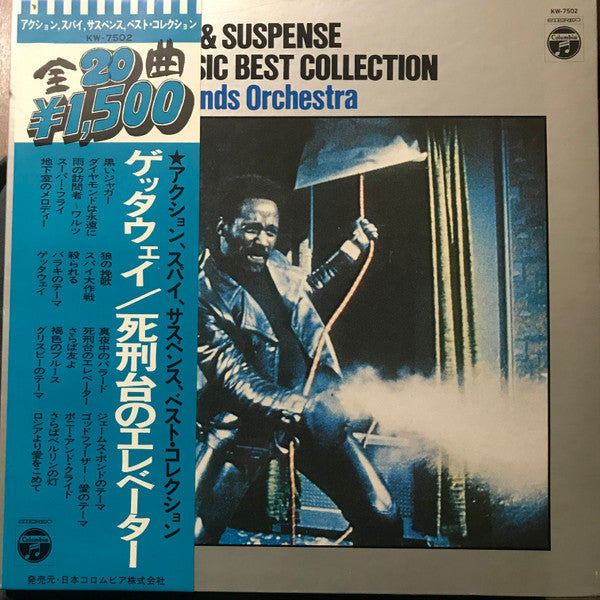 アクション、スパイ、サスペンス、ベスト・コレクション
KW-7502
全20曲
¥1,500
★アクション、スパイ、サスペンス、ベスト・コレクション
ゲッタウェイ/死刑台のエレベーター
黒いジャガー
ダイヤモンドは永遠に
雨の訪問者〜ワルツ
スーパー・フライ
地下室のメロディー
狼の挽歌
スパイ大作戦
殺られる
バラキのテーマ
ゲッタウェイ
真夜中のバラード
死刑台のエレベーター
さらば友よ
褐色のブルース
グリスビーのテーマ
ジェームス・ボンドのテーマ
ゴッドファーザー〜愛のテーマ
ボニー・アンド・クライド
さらばベルリンの灯
ロシアより愛をこめて
STEREO
Columbia
発売元・日本コロムビア株式会社
KW-7502
STEREO
Columbia
& SUSPENSE
SIC BEST COLLECTION
nds Orchestra